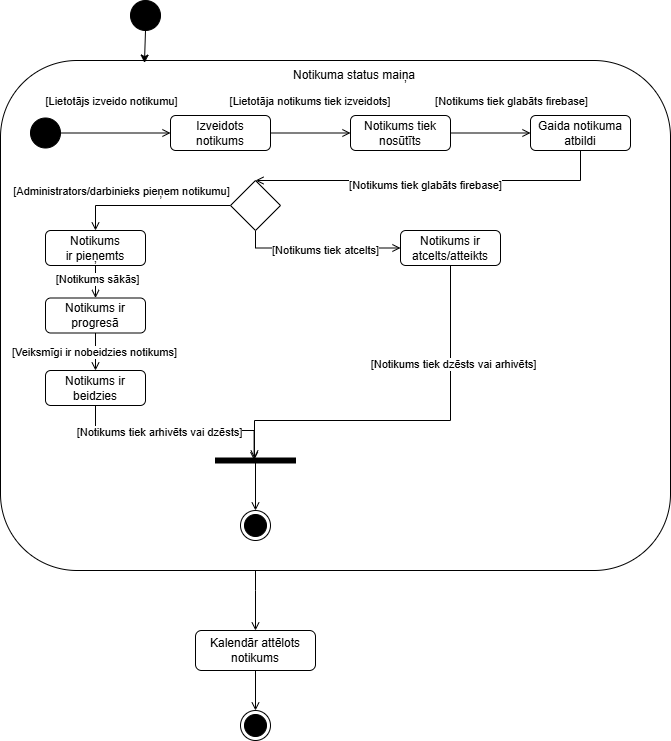 Notikuma status maiņa
[Lietotājs izveido notikumu]
[Lietotāja notikums tiek izveidots]
[Notikums tiek glabāts firebase]
Izveidots
notikums
Notikums tiek
nosūtīts
Gaida notikuma
atbildi
[Notikums tiek glabāts firebase]
[Administrators/darbinieks pieņem notikumu]
Notikums
ir pieņemts
[Notikums tiek atcelts]
Notikums ir
atcelts/atteikts
[Notikums sākās]
Notikums ir
progresā
[Veiksmīgi ir nobeidzies notikums]
[Notikums tiek dzēsts vai arhivēts]
Notikums ir
beidzies
[Notikums tiek arhivēts vai dzēsts]
Kalendār attēlots
notikums